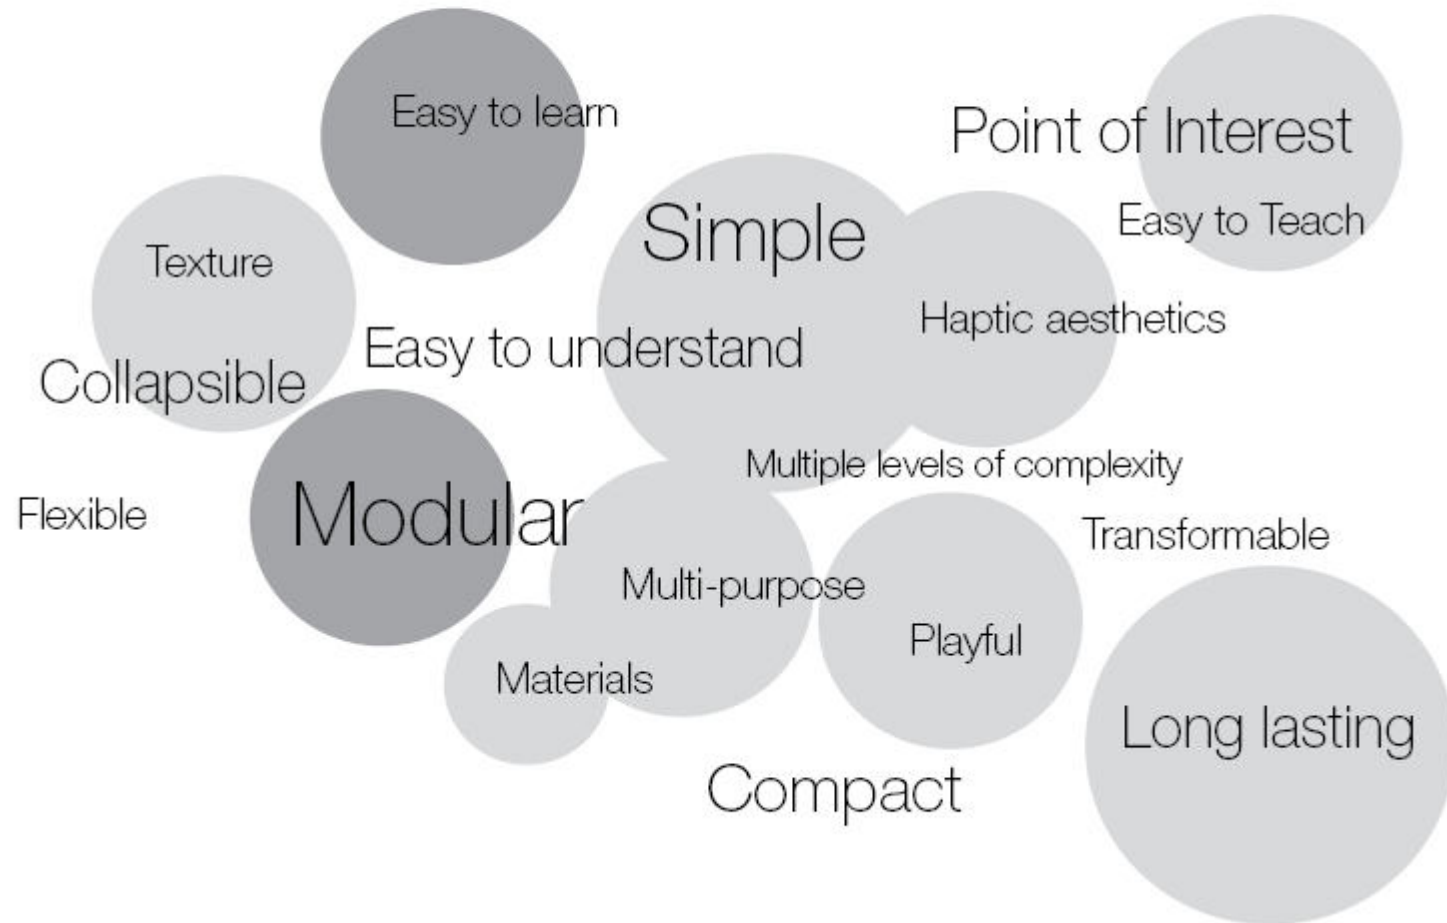 Easy to learn
Point of Interest
Simple
Easy to Teach
Texture
Haptic aesthetics
Easy to understand
Collapsible
Multiple levels of complexity
Flexible
Modular
Transformable
Multi-purpose
Playful
Materials
Long lasting
Compact